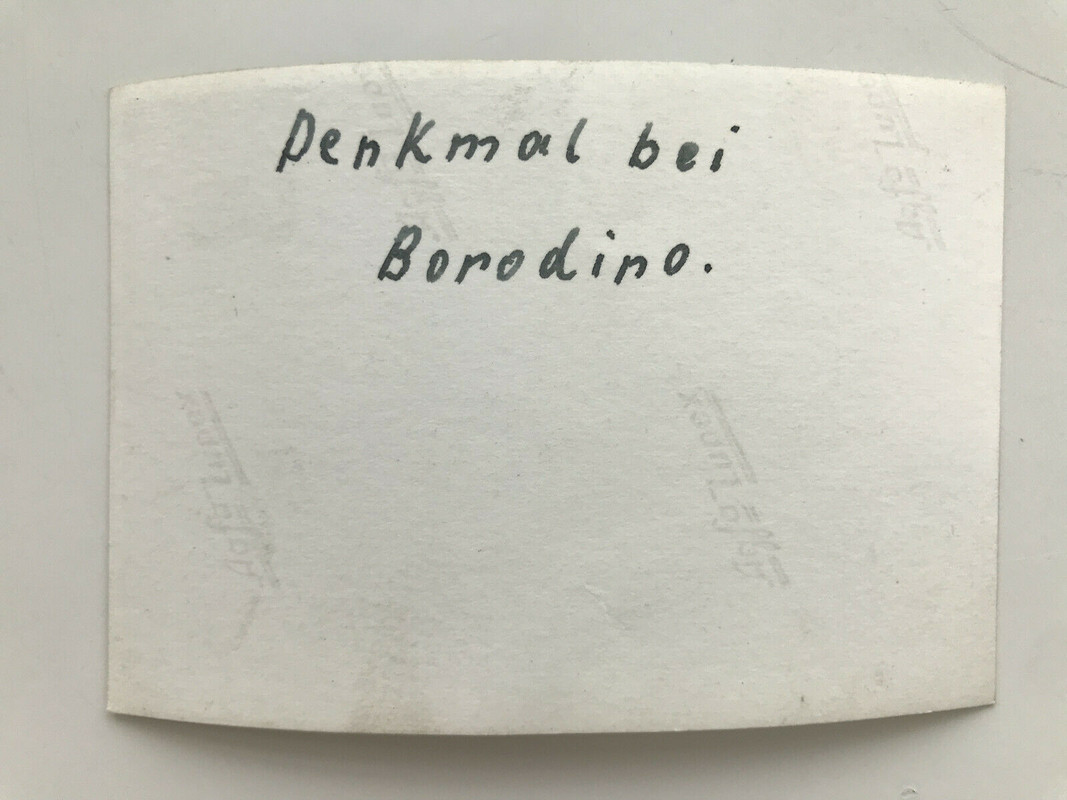 Denkmal bei
Borodino.